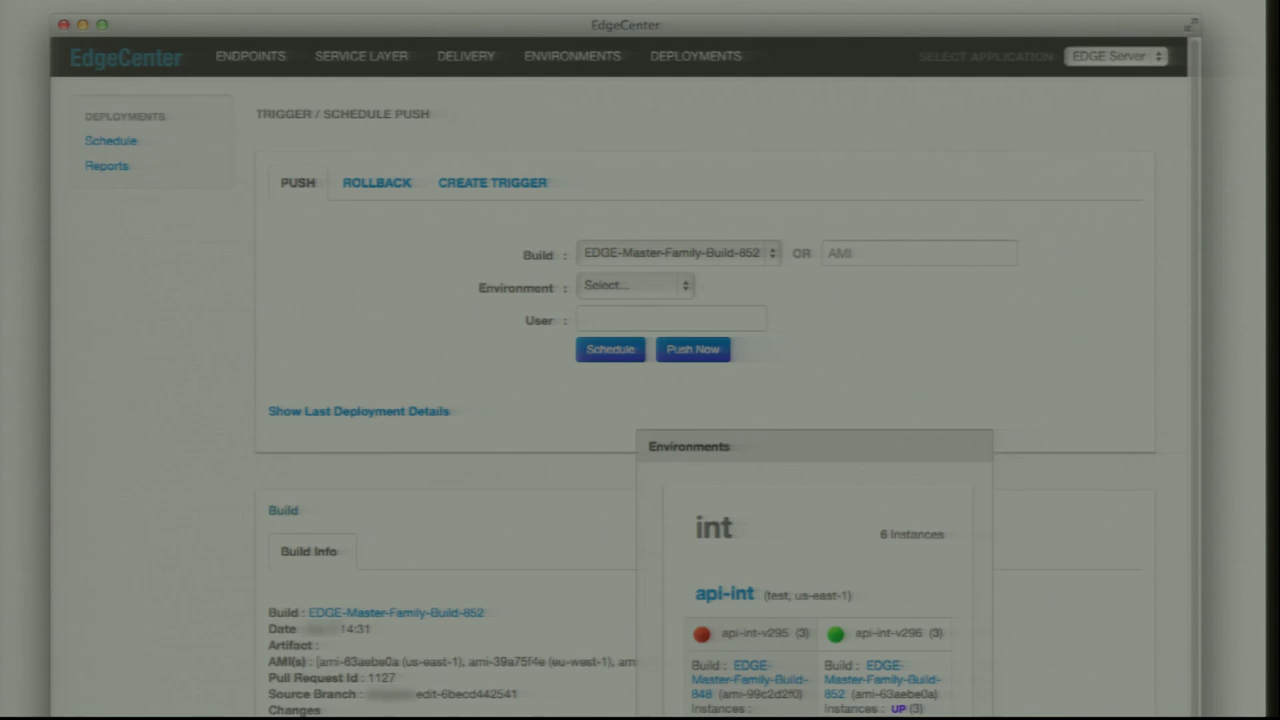 EdgeCenter
EdgeCenter ENDPOINTS SERVICE LAYER DELIVERY ENVIRONMENTS DEPLOYMENTS SELECT APPLICATION EDGE Server
DEPLOYMENTS
Schedule
Reports
TRIGGER / SCHEDULE PUSH
PUSH ROLLBACK CREATE TRIGGER
Build : EDGE-Master-Family-Build-852 OR AMI
Environment : Select...
User :
Schedule Push Now
Show Last Deployment Details
Build
Build Info
Build : EDGE-Master-Family-Build-852
Date 14:31
Artifact :
AMI(s) : (ami-63aebe0a (us-east-1), ami-39a75f4e (eu-west-1), am
Pull Request Id : 1127
Source Branch : edit-6becd442541
Changes
Environments
int 6 Instances
api-int (test, us-east-1)
api-int-v295 (3) api-int-v296 (3)
Build : EDGE-
Master-Family-Build-
848 (ami-99c2d2f0)
Instances :
Build : EDGE-
Master-Family-Build-
852 (ami-63aebe0a)
Instances : UP (3)